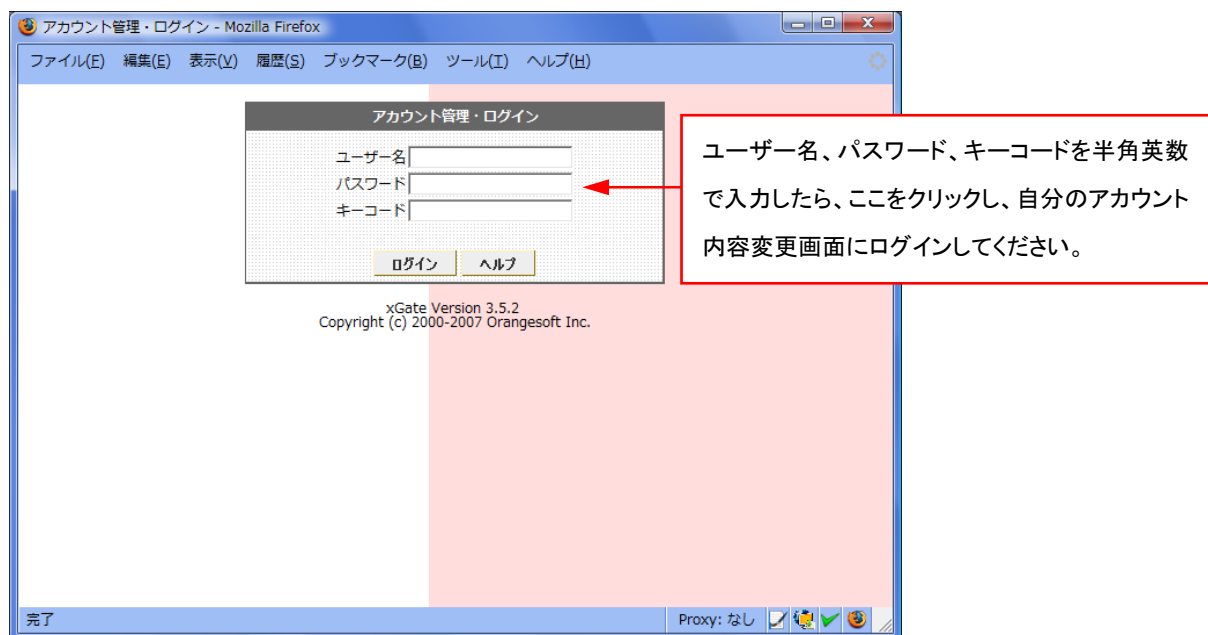 アカウント管理・ログイン - Mozilla Firefox
ファイル(F) 編集(E) 表示(V) 履歴(S) ブックマーク(B) ツール(T) ヘルプ(H)
アカウント管理・ログイン
ユーザー名
パスワード
キーコード
ログイン ヘルプ
xGate Version 3.5.2
Copyright (c) 2000-2007 Orangesoft Inc.
ユーザー名、パスワード、キーコードを半角英数
で入力したら、ここをクリックし、自分のアカウント
内容変更画面にログインしてください。
完了 Proxy: なし